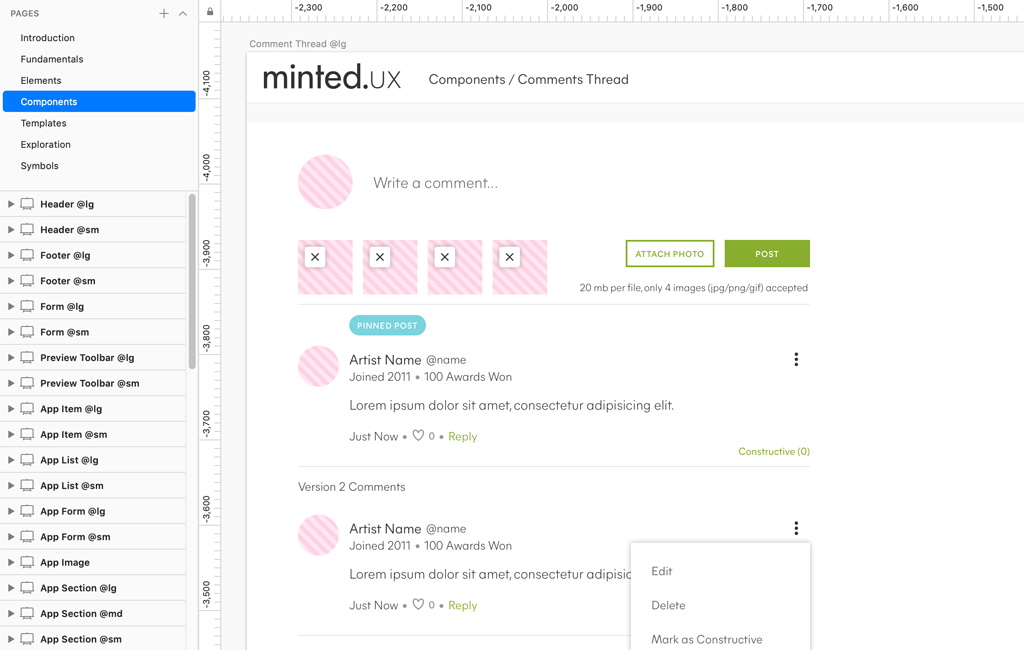 PAGES
Introduction
Fundamentals
Elements
Components
Templates
Exploration
Symbols
Header @lg
Header @sm
Footer @lg
Footer @sm
Form @lg
Form @sm
Preview Toolbar @lg
Preview Toolbar @sm
App Item @lg
App Item @sm
App List @lg
App List @sm
App Form @lg
App Form @sm
App Image
App Section @lg
App Section @md
App Section @sm
-2,300 -2,200 -2,100 -2,000 -1,900 -1,800 -1,700 -1,600 -1,500
-4,100
-4,000
-3,900
-3,800
-3,700
-3,600
-3,500
Comment Thread @lg
minted.UX Components / Comments Thread
Write a comment...
ATTACH PHOTO POST
20 mb per file, only 4 images (jpg/png/gif) accepted
PINNED POST
Artist Name @name
Joined 2011 • 100 Awards Won
Lorem ipsum dolor sit amet, consectetur adipisicing elit.
Just Now • 0 • Reply
Constructive (0)
Version 2 Comments
Artist Name @name
Joined 2011 • 100 Awards Won
Lorem ipsum dolor sit amet, consectetur adipisic
Just Now • 0 • Reply
Edit
Delete
Mark as Constructive